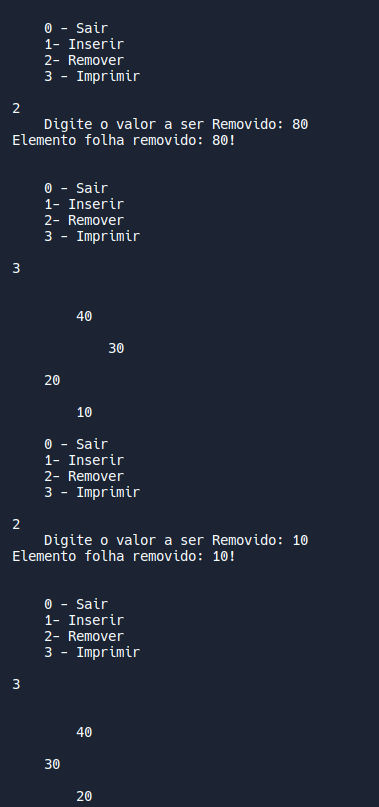 0 - Sair
1- Inserir
2- Remover
3 - Imprimir
2
Digite o valor a ser Removido: 80
Elemento folha removido: 80!
0 - Sair
1- Inserir
2- Remover
3 - Imprimir
3
40
30
20
10
0 - Sair
1- Inserir
2- Remover
3 - Imprimir
2
Digite o valor a ser Removido: 10
Elemento folha removido: 10!
0 - Sair
1- Inserir
2- Remover
3 - Imprimir
3
40
30
20